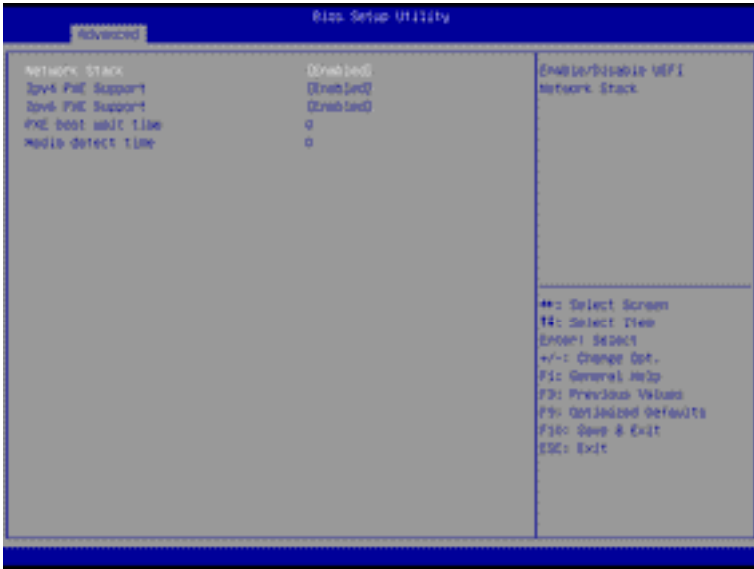 Bios Setup Utility
Advanced
Network Stack [Enabled]
Ipv4 PXE Support [Enabled]
Ipv6 PXE Support [Enabled]
PXE boot wait time 0
Media detect time 0
Enable/Disable UEFI
Network Stack
: Select Screen
↑↓: Select Item
Enter: Select
+/-: Change Opt.
F1: General Help
F3: Previous Values
F9: Optimized Defaults
F10: Save & Exit
ESC: Exit